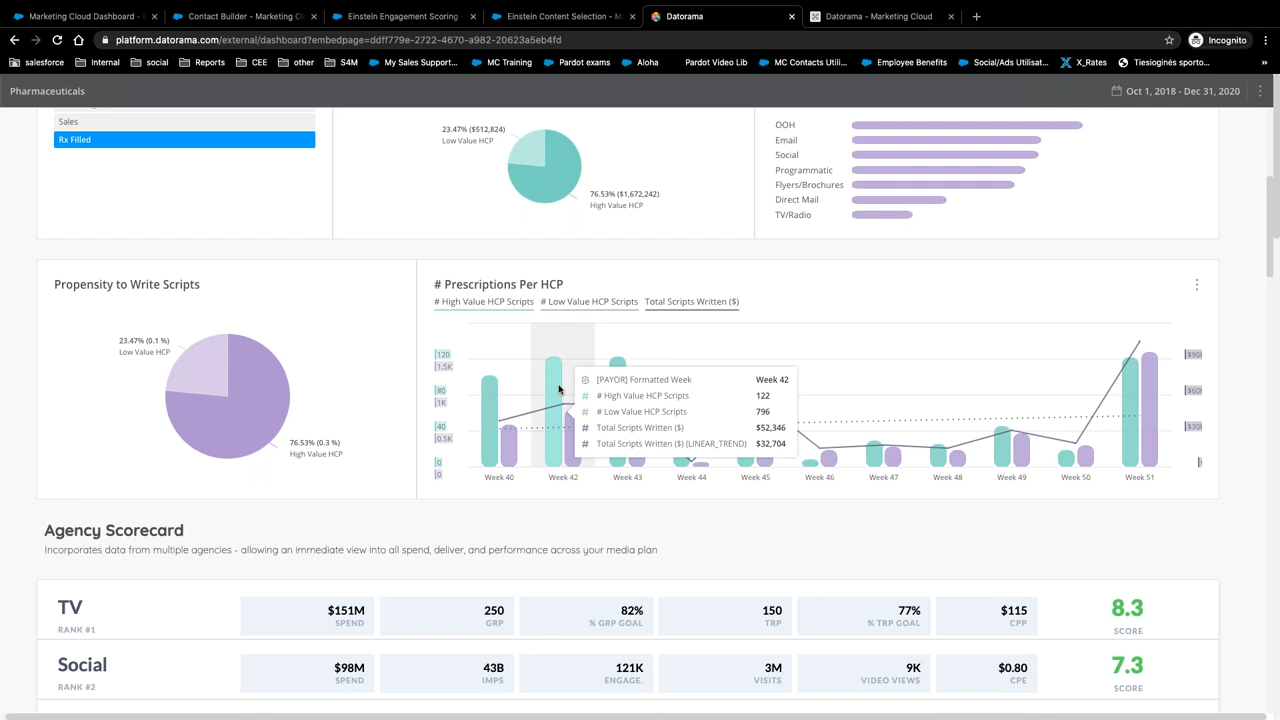 Marketing Cloud Dashboard -
Contact Builder - Marketing Cl
Einstein Engagement Scoring
Einstein Content Selection -
Datorama
Datorama - Marketing Cloud
platform.datorama.com/external/dashboard?embedpage=ddff779e-2722-4670-a982-20623a5eb4fd
Incognito
salesforce
Internal
social
Reports
CEE
other
S4M
My Sales Support...
MC Training
Pardot exams
Aloha
Pardot Video Lib
MC Contacts Utili...
Employee Benefits
Social/Ads Utilisat...
X_Rates
Tiesioginės sporto...
»
Pharmaceuticals
Oct 1, 2018 - Dec 31, 2020
Sales
Rx Filled
23.47% ($512,824)
Low Value HCP
76.53% ($1,672,242)
High Value HCP
OOH
Email
Social
Programmatic
Flyers/Brochures
Direct Mail
TV/Radio
Propensity to Write Scripts
23.47% (0.1 %)
Low Value HCP
76.53% (0.3 %)
High Value HCP
# Prescriptions Per HCP
# High Value HCP Scripts # Low Value HCP Scripts Total Scripts Written ($)
120
1.5K
80
1K
40
0.5K
0
0
$90
$60
$30
[PAYOR] Formatted Week Week 42
# # High Value HCP Scripts 122
# # Low Value HCP Scripts 796
# Total Scripts Written ($) $52,346
# Total Scripts Written ($) (LINEAR_TREND) $32,704
Week 40 Week 42 Week 43 Week 44 Week 45 Week 46 Week 47 Week 48 Week 49 Week 50 Week 51
Agency Scorecard
Incorporates data from multiple agencies - allowing an immediate view into all spend, deliver, and performance across your media plan
TV
RANK #1
$151M 250 82% 150 77% $115 8.3
SPEND GRP % GRP GOAL TRP % TRP GOAL CPP SCORE
Social
RANK #2
$98M 43B 121K 3M 9K $0.80 7.3
SPEND IMPS ENGAGE. VISITS VIDEO VIEWS CPE SCORE